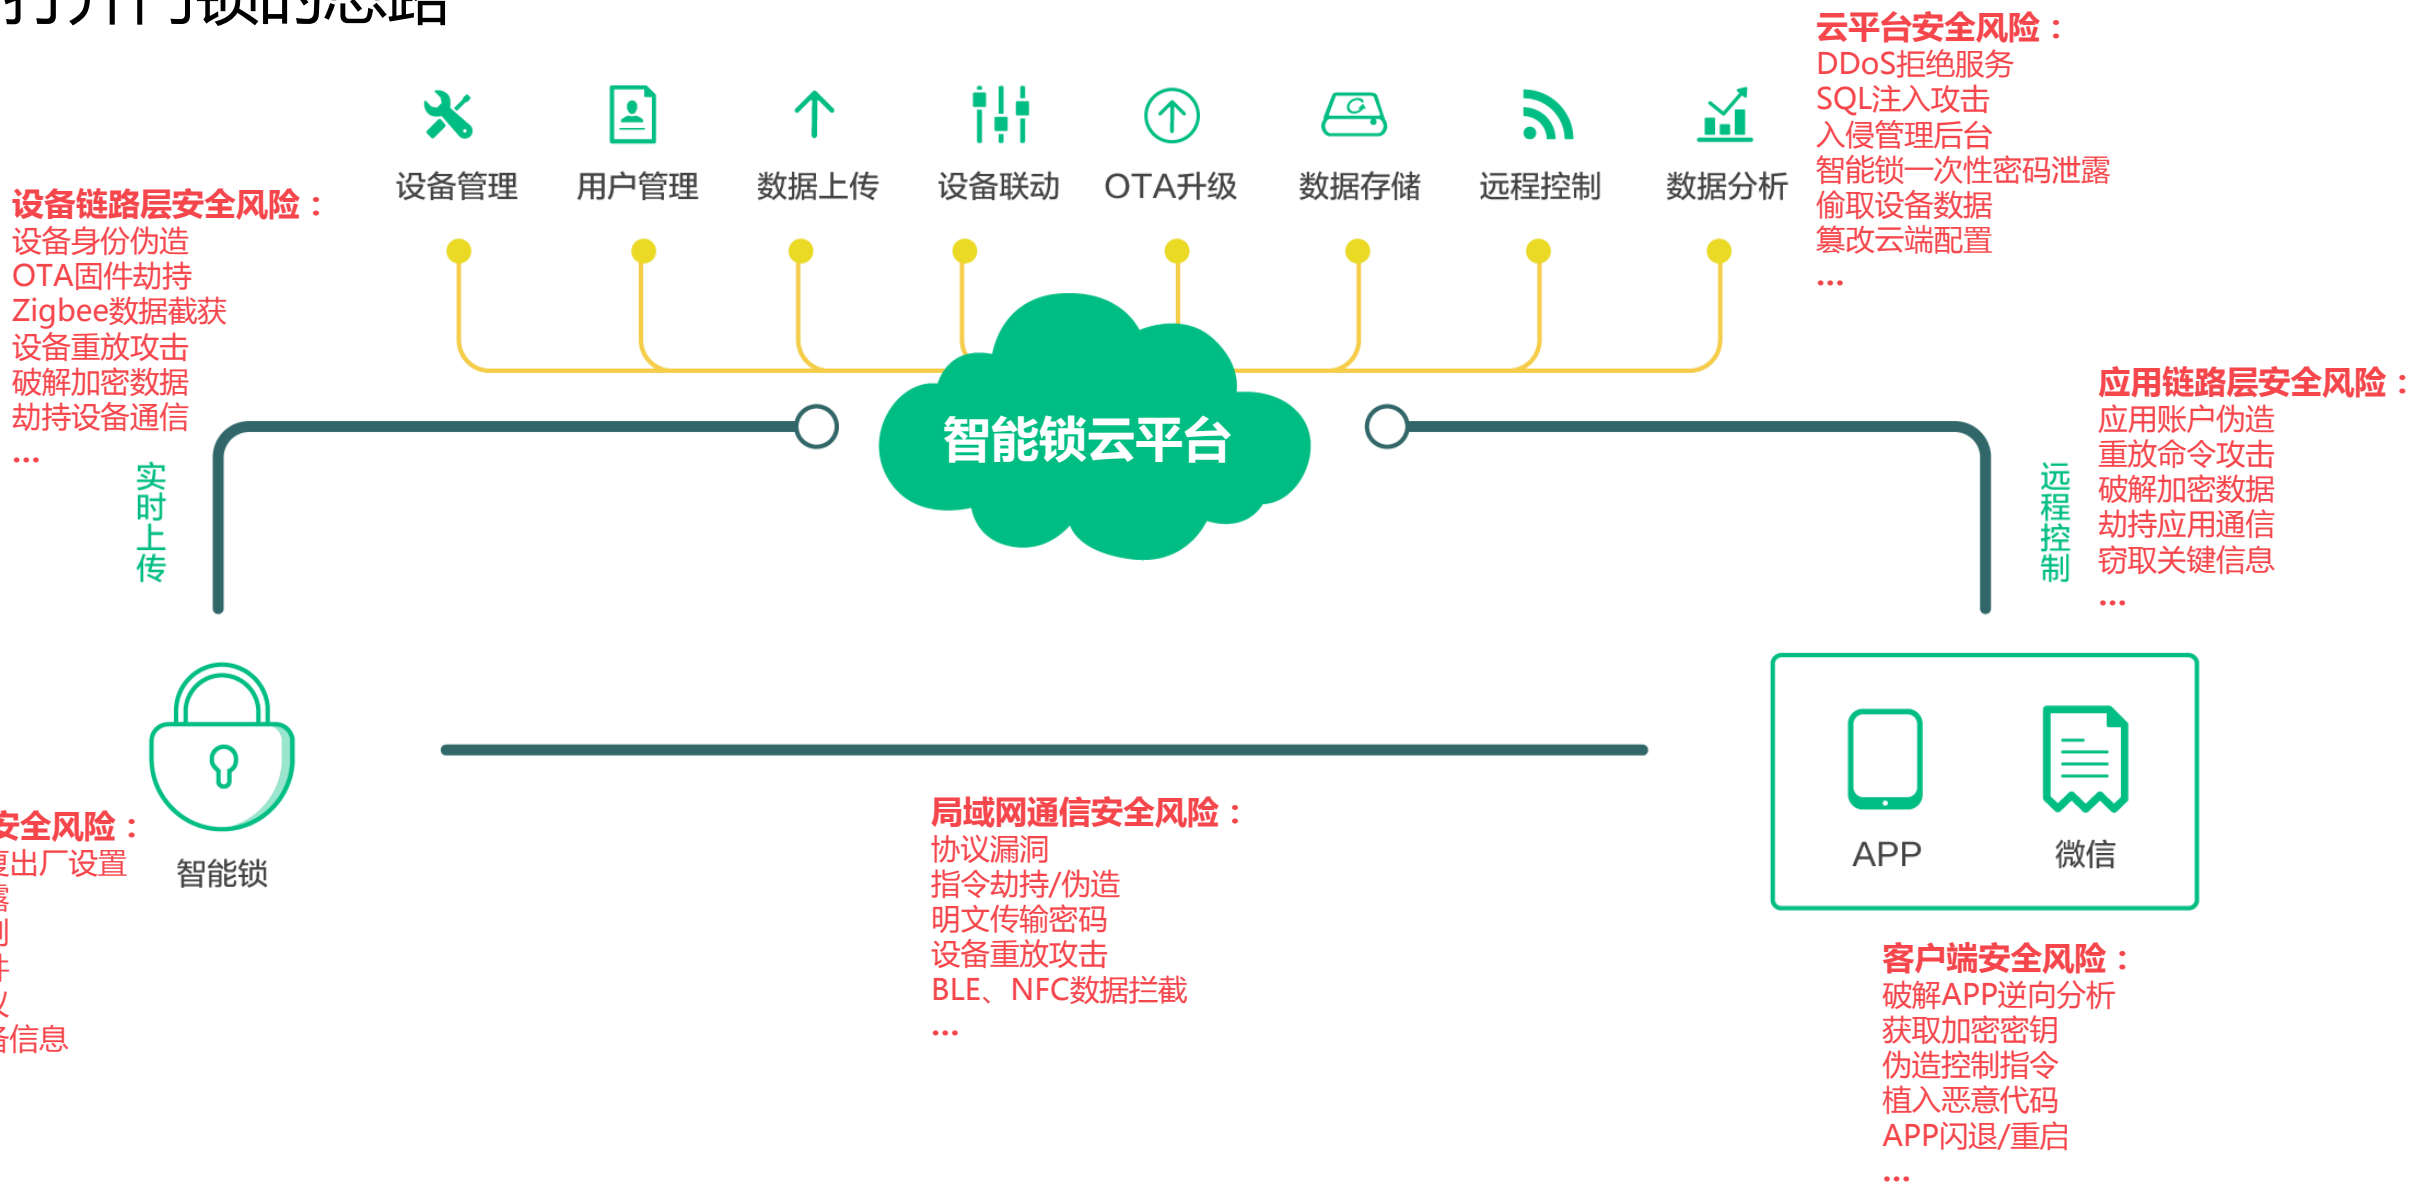 打开门锁的思路
设备管理
用户管理
数据上传
设备联动
OTA升级
数据存储
远程控制
数据分析
云平台安全风险：
DDoS拒绝服务
SQL注入攻击
入侵管理后台
智能锁一次性密码泄露
偷取设备数据
篡改云端配置
...
设备链路层安全风险：
设备身份伪造
OTA固件劫持
Zigbee数据截获
设备重放攻击
破解加密数据
劫持设备通信
...
实时上传
智能锁云平台
远程控制
应用链路层安全风险：
应用账户伪造
重放命令攻击
破解加密数据
劫持应用通信
窃取关键信息
...
智能锁
安全风险：
复出厂设置
露
备信息
局域网通信安全风险：
协议漏洞
指令劫持/伪造
明文传输密码
设备重放攻击
BLE、NFC数据拦截
...
APP
微信
客户端安全风险：
破解APP逆向分析
获取加密密钥
伪造控制指令
植入恶意代码
APP闪退/重启
...